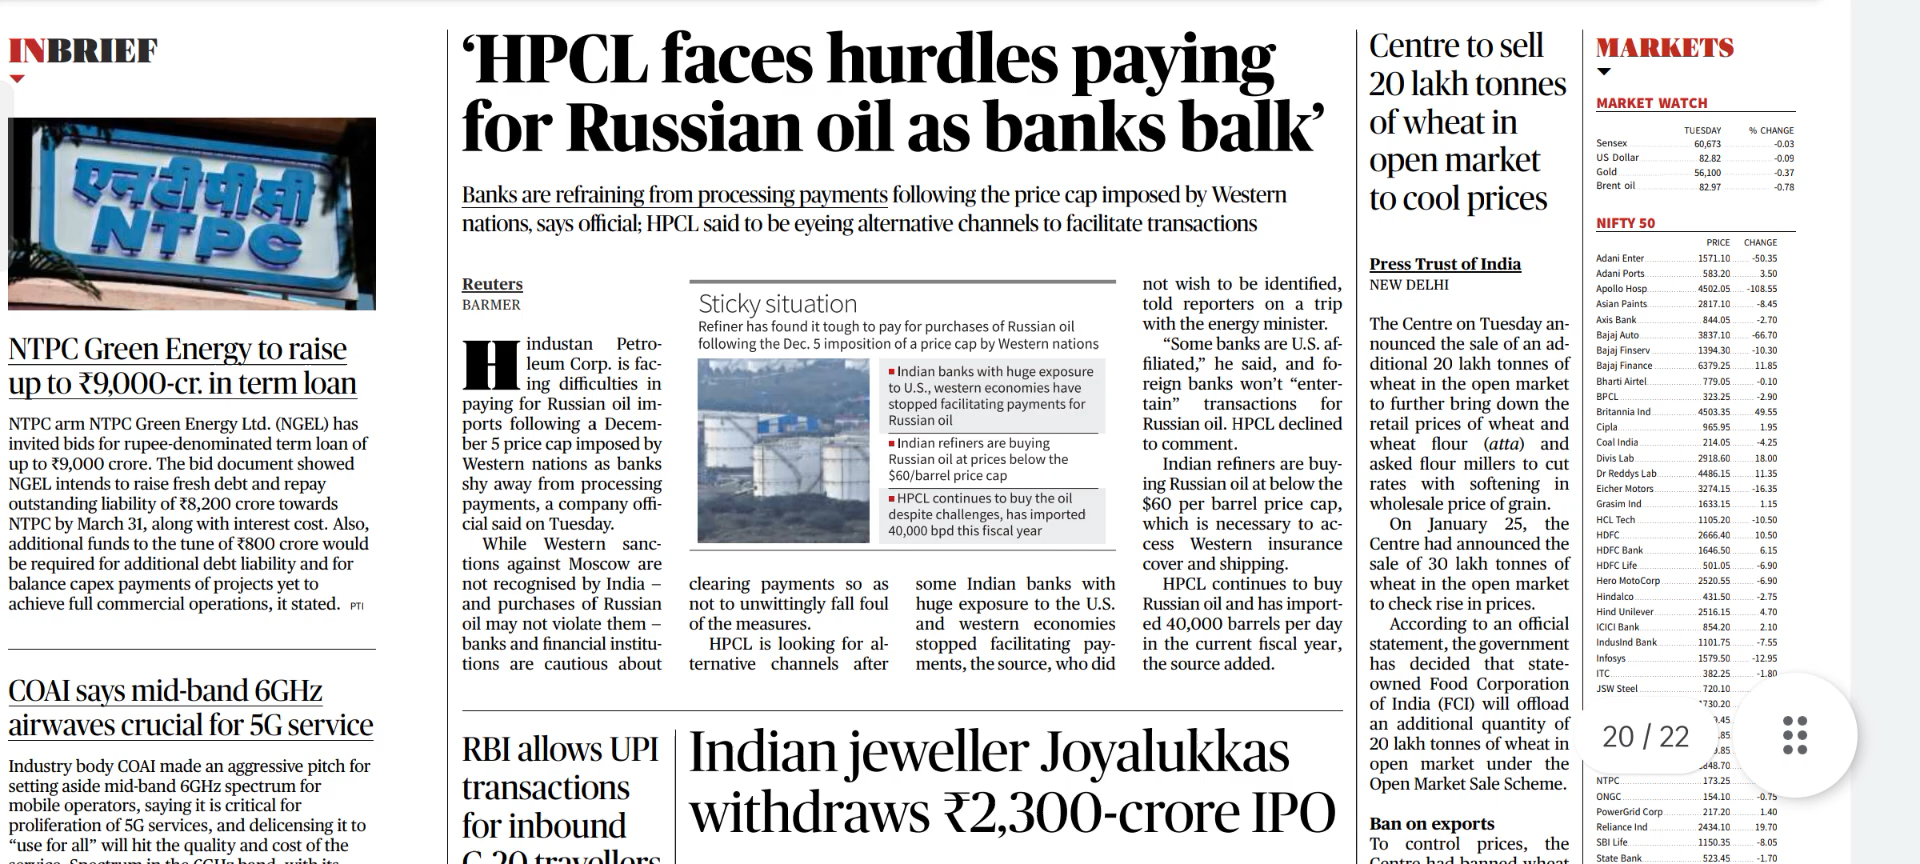 INBRIEF
एनटीपीसी
NTPC
NTPC Green Energy to raise
up to ₹9,000-cr. in term loan
NTPC arm NTPC Green Energy Ltd. (NGEL) has
invited bids for rupee-denominated term loan of
up to ₹9,000 crore. The bid document showed
NGEL intends to raise fresh debt and repay
outstanding liability of ₹8,200 crore towards
NTPC by March 31, along with interest cost. Also,
additional funds to the tune of ₹800 crore would
be required for additional debt liability and for
balance capex payments of projects yet to
achieve full commercial operations, it stated. PTI
COAI says mid-band 6GHz
airwaves crucial for 5G service
Industry body COAI made an aggressive pitch for
setting aside mid-band 6GHz spectrum for
mobile operators, saying it is critical for
proliferation of 5G services, and delicensing it to
“use for all” will hit the quality and cost of the
service. Spectrum in the 6GHz band, with its
‘HPCL faces hurdles paying
for Russian oil as banks balk’
Banks are refraining from processing payments following the price cap imposed by Western
nations, says official; HPCL said to be eyeing alternative channels to facilitate transactions
Reuters
BARMER
Hindustan Petro-
leum Corp. is fac-
ing difficulties in
paying for Russian oil im-
ports following a Decem-
ber 5 price cap imposed by
Western nations as banks
shy away from processing
payments, a company offi-
cial said on Tuesday.
While Western sanc-
tions against Moscow are
not recognised by India –
and purchases of Russian
oil may not violate them –
banks and financial institu-
tions are cautious about
Sticky situation
Refiner has found it tough to pay for purchases of Russian oil
following the Dec. 5 imposition of a price cap by Western nations
■ Indian banks with huge exposure
to U.S., western economies have
stopped facilitating payments for
Russian oil
■ Indian refiners are buying
Russian oil at prices below the
$60/barrel price cap
■ HPCL continues to buy the oil
despite challenges, has imported
40,000 bpd this fiscal year
clearing payments so as
not to unwittingly fall foul
of the measures.
HPCL is looking for al-
ternative channels after
some Indian banks with
huge exposure to the U.S.
and western economies
stopped facilitating pay-
ments, the source, who did
not wish to be identified,
told reporters on a trip
with the energy minister.
“Some banks are U.S. af-
filiated,” he said, and fo-
reign banks won’t “enter-
tain” transactions for
Russian oil. HPCL declined
to comment.
Indian refiners are buy-
ing Russian oil at below the
$60 per barrel price cap,
which is necessary to ac-
cess Western insurance
cover and shipping.
HPCL continues to buy
Russian oil and has import-
ed 40,000 barrels per day
in the current fiscal year,
the source added.
RBI allows UPI
transactions
for inbound
G-20 travellers
Indian jeweller Joyalukkas
withdraws ₹2,300-crore IPO
Centre to sell
20 lakh tonnes
of wheat in
open market
to cool prices
Press Trust of India
NEW DELHI
The Centre on Tuesday an-
nounced the sale of an ad-
ditional 20 lakh tonnes of
wheat in the open market
to further bring down the
retail prices of wheat and
wheat flour (atta) and
asked flour millers to cut
rates with softening in
wholesale price of grain.
On January 25, the
Centre had announced the
sale of 30 lakh tonnes of
wheat in the open market
to check rise in prices.
According to an official
statement, the government
has decided that state-
owned Food Corporation
of India (FCI) will offload
an additional quantity of
20 lakh tonnes of wheat in
open market under the
Open Market Sale Scheme.
Ban on exports
To control prices, the
Centre had banned wheat
MARKETS
MARKET WATCH
TUESDAY % CHANGE
Sensex 60,673 -0.03
US Dollar 82.82 -0.09
Gold 56,100 -0.37
Brent oil 82.97 -0.78
NIFTY 50
PRICE CHANGE
Adani Enter 1571.10 -50.35
Adani Ports 583.20 3.50
Apollo Hosp 4502.05 -108.55
Asian Paints 2817.10 -8.45
Axis Bank 844.05 -2.70
Bajaj Auto 3837.10 -66.70
Bajaj Finserv 1394.30 -10.30
Bajaj Finance 6379.25 11.85
Bharti Airtel 779.05 -0.10
BPCL 323.25 -2.90
Britannia Ind 4503.35 49.55
Cipla 965.95 1.95
Coal India 214.05 -4.25
Divis Lab 2918.60 18.00
Dr Reddys Lab 4486.15 11.35
Eicher Motors 3274.15 -16.35
Grasim Ind 1633.15 1.15
HCL Tech 1105.20 -10.50
HDFC 2666.40 10.50
HDFC Bank 1646.50 6.15
HDFC Life 501.05 -6.90
Hero MotoCorp 2520.55 -6.90
Hindalco 431.50 -2.75
Hind Unilever 2516.15 4.70
ICICI Bank 854.20 2.10
IndusInd Bank 1101.75 -7.55
Infosys 1579.50 -12.95
ITC 382.25 -1.80
JSW Steel 720.10
20 / 22
NTPC 173.25
ONGC 154.10 -0.75
PowerGrid Corp 217.20 1.40
Reliance Ind 2434.10 19.70
SBI Life 1150.35 -8.05
State Bank 523.45 -1.70